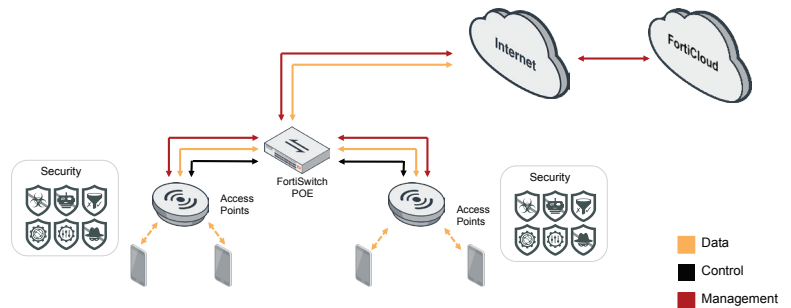 Internet
FortiCloud
FortiSwitch
POE
Security
Access
Points
Security
Access
Points
Data
Control
Management